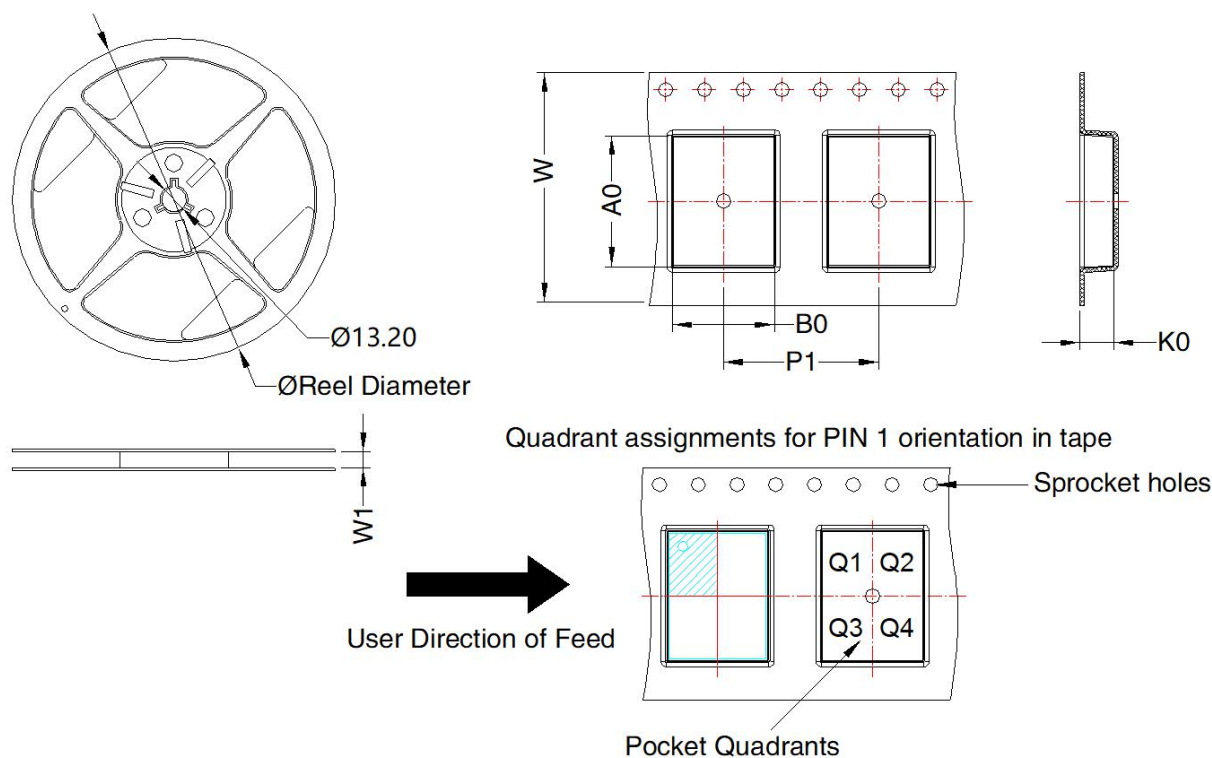 W
A0
B0
P1
K0
Ø13.20
ØReel Diameter
W1
Quadrant assignments for PIN 1 orientation in tape
Sprocket holes
Q1 Q2
Q3 Q4
User Direction of Feed
Pocket Quadrants